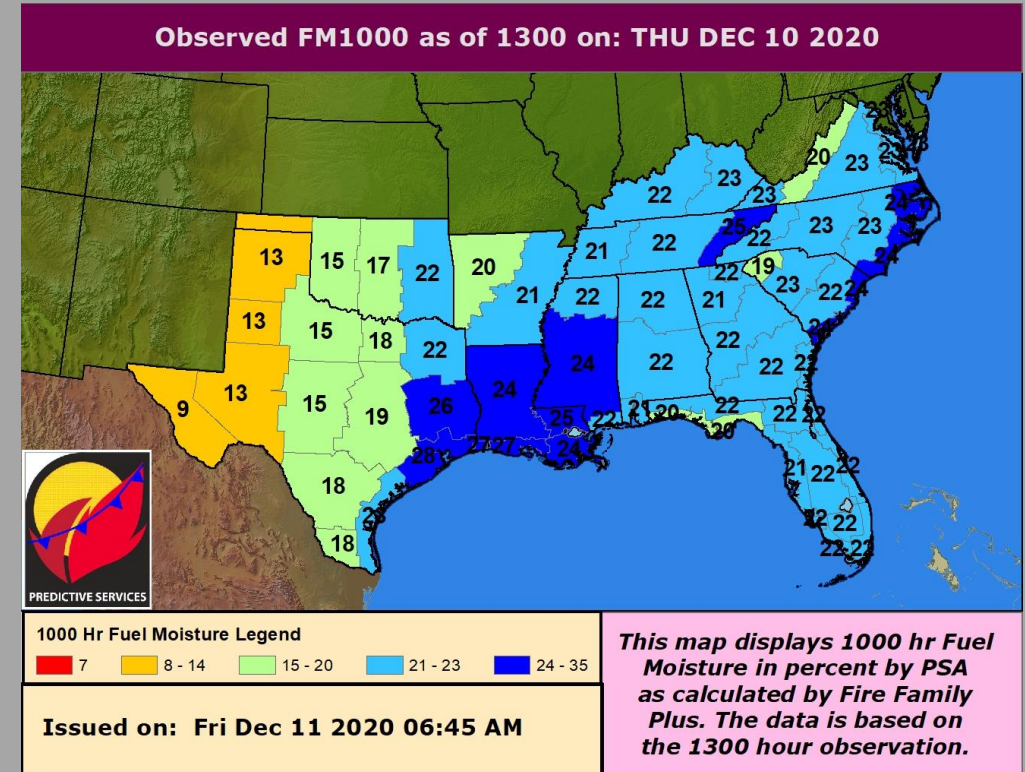 Observed FM1000 as of 1300 on: THU DEC 10 2020
20 23 23
22 23 23
24
25 23 23
21 22 22
24
13 15 17 22 20 21
22 19 23 22 24
22 22 21
13 15 18 22
24 22 22 22
24
9 13 15 19 26 24
25 22 21 20 22 22 22
20
28 27 27 24
18 21 22 22
18 22 22
22 22
PREDICTIVE SERVICES
1000 Hr Fuel Moisture Legend
7 8 - 14 15 - 20 21 - 23 24 - 35
Issued on: Fri Dec 11 2020 06:45 AM
This map displays 1000 hr Fuel
Moisture in percent by PSA
as calculated by Fire Family
Plus. The data is based on
the 1300 hour observation.